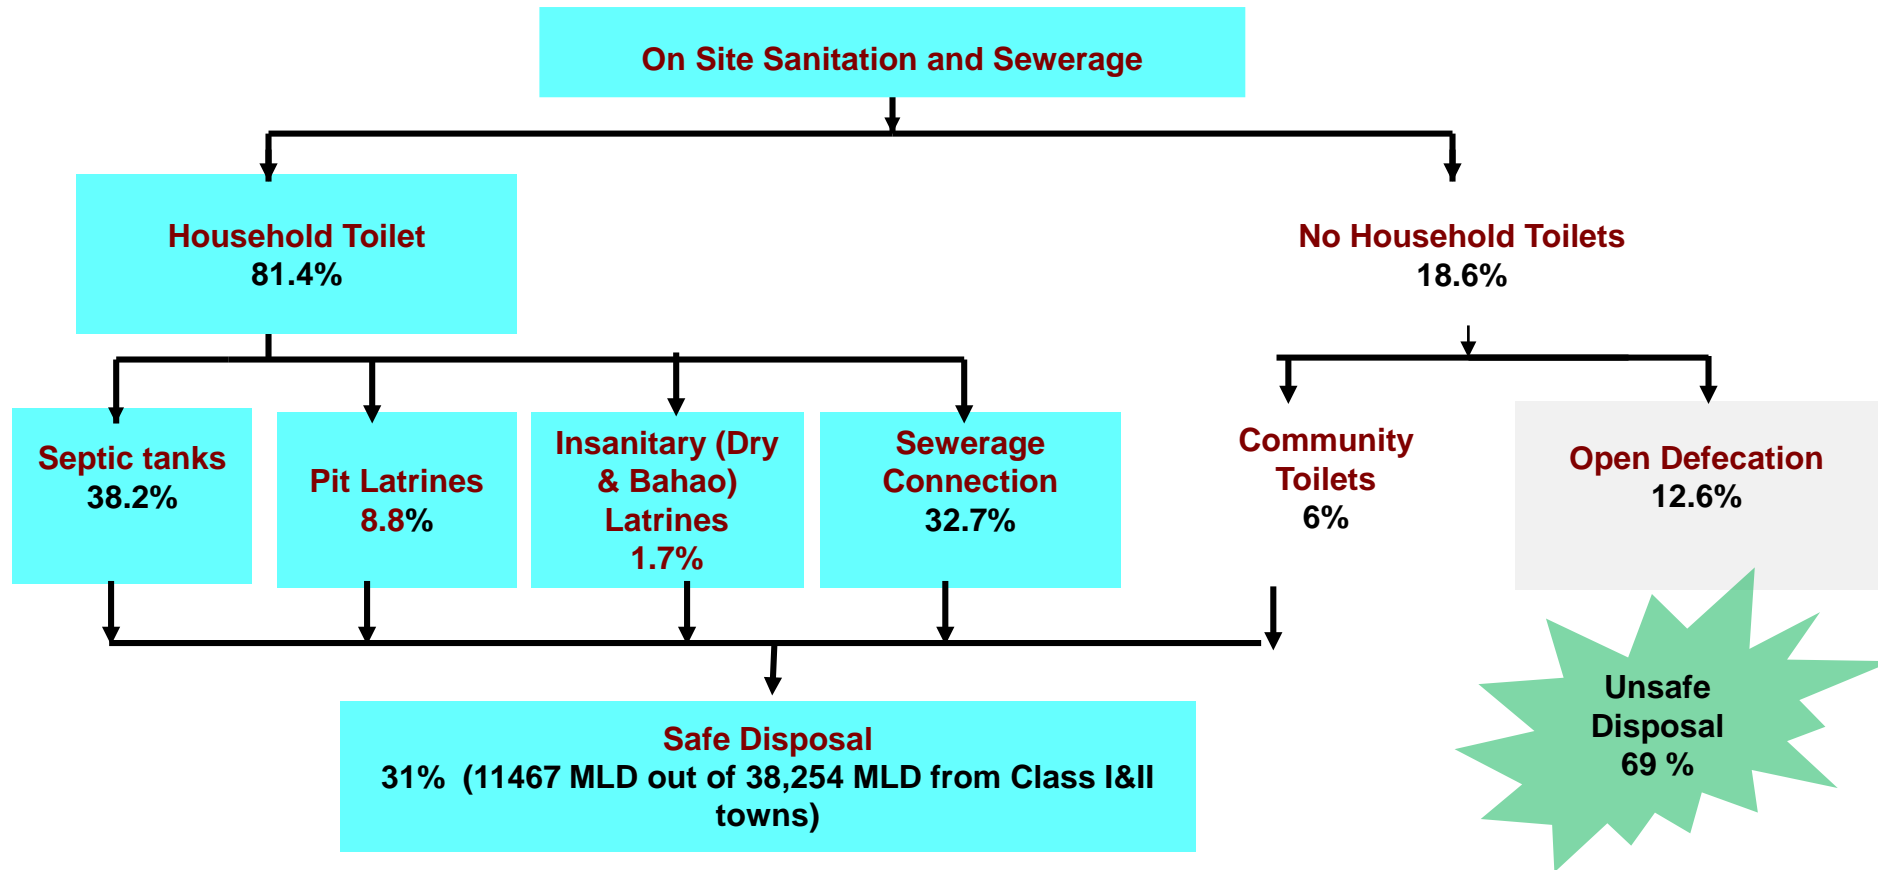 On Site Sanitation and Sewerage
Household Toilet
81.4%
No Household Toilets
18.6%
Septic tanks
38.2%
Pit Latrines
8.8%
Insanitary (Dry
& Bahao)
Latrines
1.7%
Sewerage
Connection
32.7%
Community
Toilets
6%
Open Defecation
12.6%
Safe Disposal
31%  (11467 MLD out of 38,254 MLD from Class I&II
towns)
Unsafe
Disposal
69 %